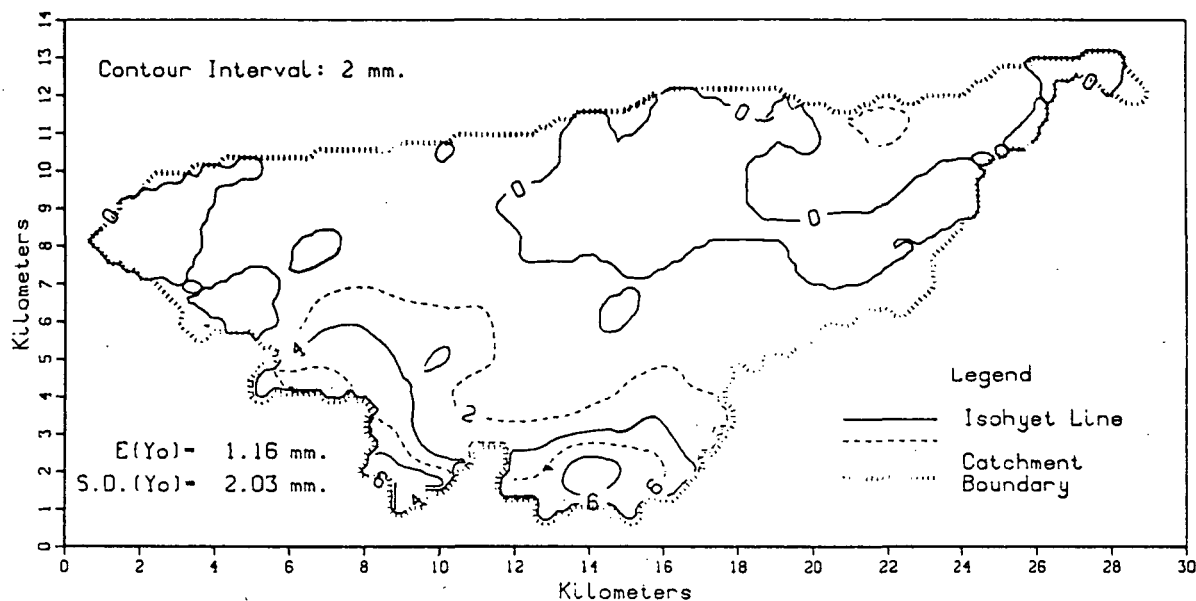 14
13
12
11
10
9
8
7
6
5
4
3
2
1
0
Kilometers
Contour Interval: 2 mm.
0
0
0
0
0
4
2
6
4
6
6
Legend
Isohyet Line
Catchment
Boundary
E(Yo)= 1.16 mm.
S.D.(Yo)= 2.03 mm.
0 2 4 6 8 10 12 14 16 18 20 22 24 26 28 30
Kilometers